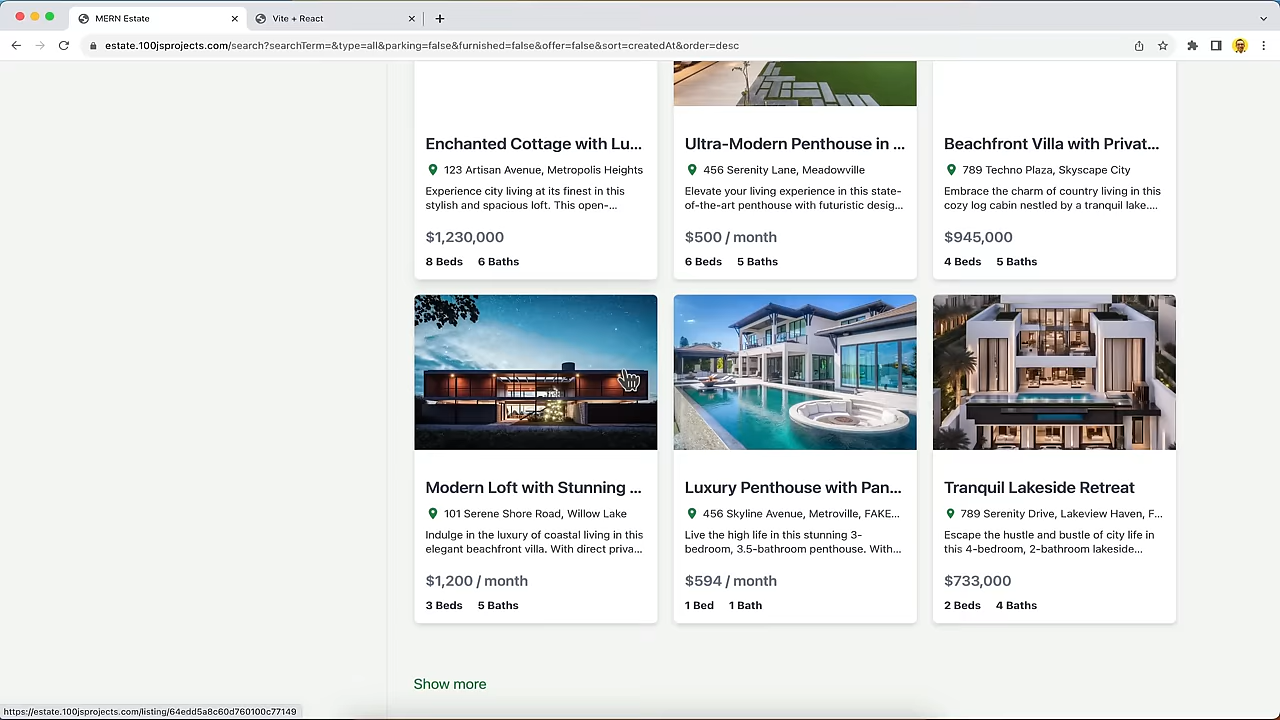 MERN Estate
Vite + React
estate.100jsprojects.com/search?searchTerm=&type=all&parking=false&furnished=false&offer=false&sort=createdAt&order=desc
Enchanted Cottage with Lu...
123 Artisan Avenue, Metropolis Heights
Experience city living at its finest in this
stylish and spacious loft. This open-...
$1,230,000
8 Beds 6 Baths
Ultra-Modern Penthouse in ...
456 Serenity Lane, Meadowville
Elevate your living experience in this state-
of-the-art penthouse with futuristic desig...
$500 / month
6 Beds 5 Baths
Beachfront Villa with Privat...
789 Techno Plaza, Skyscape City
Embrace the charm of country living in this
cozy log cabin nestled by a tranquil lake....
$945,000
4 Beds 5 Baths
Modern Loft with Stunning ...
101 Serene Shore Road, Willow Lake
Indulge in the luxury of coastal living in this
elegant beachfront villa. With direct priva...
$1,200 / month
3 Beds 5 Baths
Luxury Penthouse with Pan...
456 Skyline Avenue, Metroville, FAKE...
Live the high life in this stunning 3-
bedroom, 3.5-bathroom penthouse. With...
$594 / month
1 Bed 1 Bath
Tranquil Lakeside Retreat
789 Serenity Drive, Lakeview Haven, F...
Escape the hustle and bustle of city life in
this 4-bedroom, 2-bathroom lakeside...
$733,000
2 Beds 4 Baths
Show more
https://estate.100jsprojects.com/listing/64edd5a8c60d760100c77149